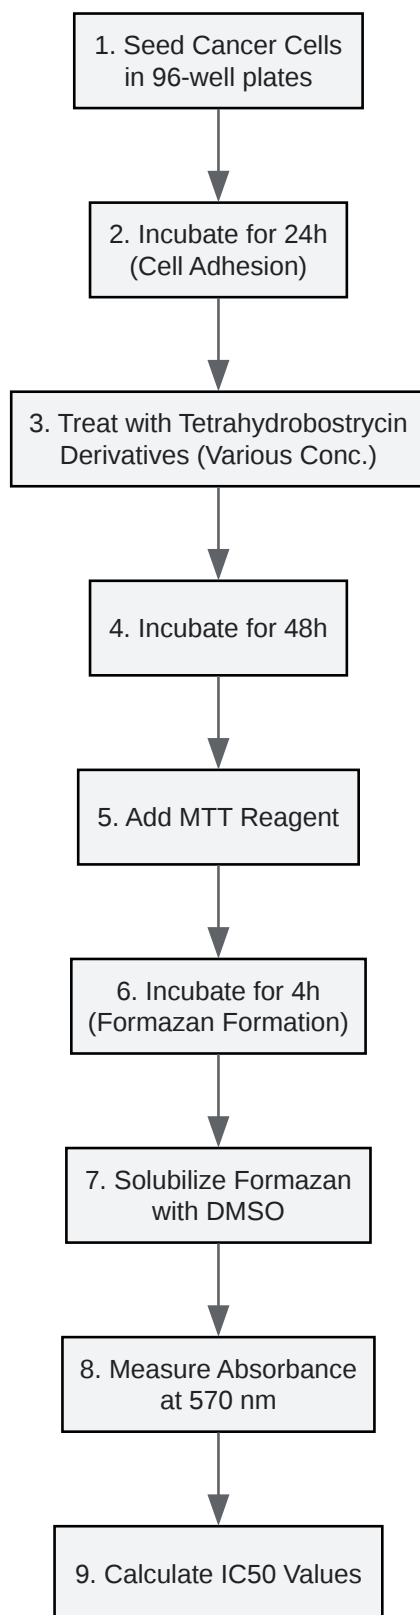 1. Seed Cancer Cells
in 96-well plates
2. Incubate for 24h
(Cell Adhesion)
3. Treat with Tetrahydrobostrycin
Derivatives (Various Conc.)
4. Incubate for 48h
5. Add MTT Reagent
6. Incubate for 4h
(Formazan Formation)
7. Solubilize Formazan
with DMSO
8. Measure Absorbance
at 570 nm
9. Calculate IC50 Values